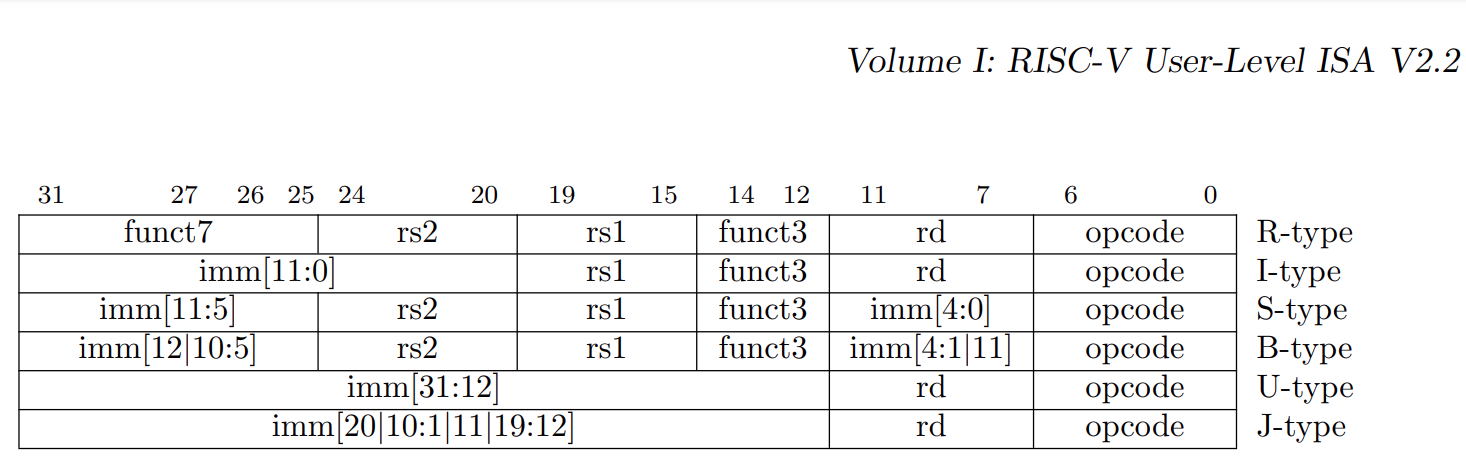 Volume I: RISC-V User-Level ISA V2.2
31 27 26 25 24 20 19 15 14 12 11 7 6 0
funct7 rs2 rs1 funct3 rd opcode R-type
imm[11:0] rs1 funct3 rd opcode I-type
imm[11:5] rs2 rs1 funct3 imm[4:0] opcode S-type
imm[12|10:5] rs2 rs1 funct3 imm[4:1|11] opcode B-type
imm[31:12] rd opcode U-type
imm[20|10:1|11|19:12] rd opcode J-type